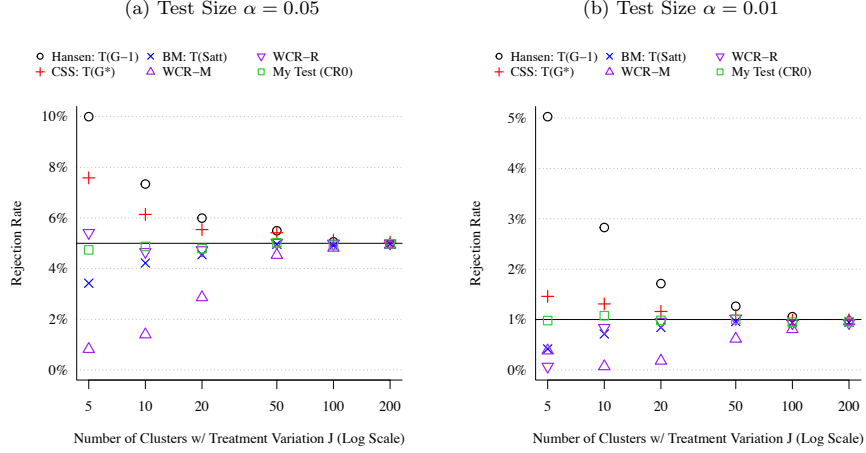 (a) Test Size α = 0.05
Hansen: T(G−1) BM: T(Satt) WCR−R
CSS: T(G*) WCR−M My Test (CR0)
10%
8%
6%
4%
2%
0%
Rejection Rate
5 10 20 50 100 200
Number of Clusters w/ Treatment Variation J (Log Scale)
(b) Test Size α = 0.01
Hansen: T(G−1) BM: T(Satt) WCR−R
CSS: T(G*) WCR−M My Test (CR0)
5%
4%
3%
2%
1%
0%
Rejection Rate
5 10 20 50 100 200
Number of Clusters w/ Treatment Variation J (Log Scale)